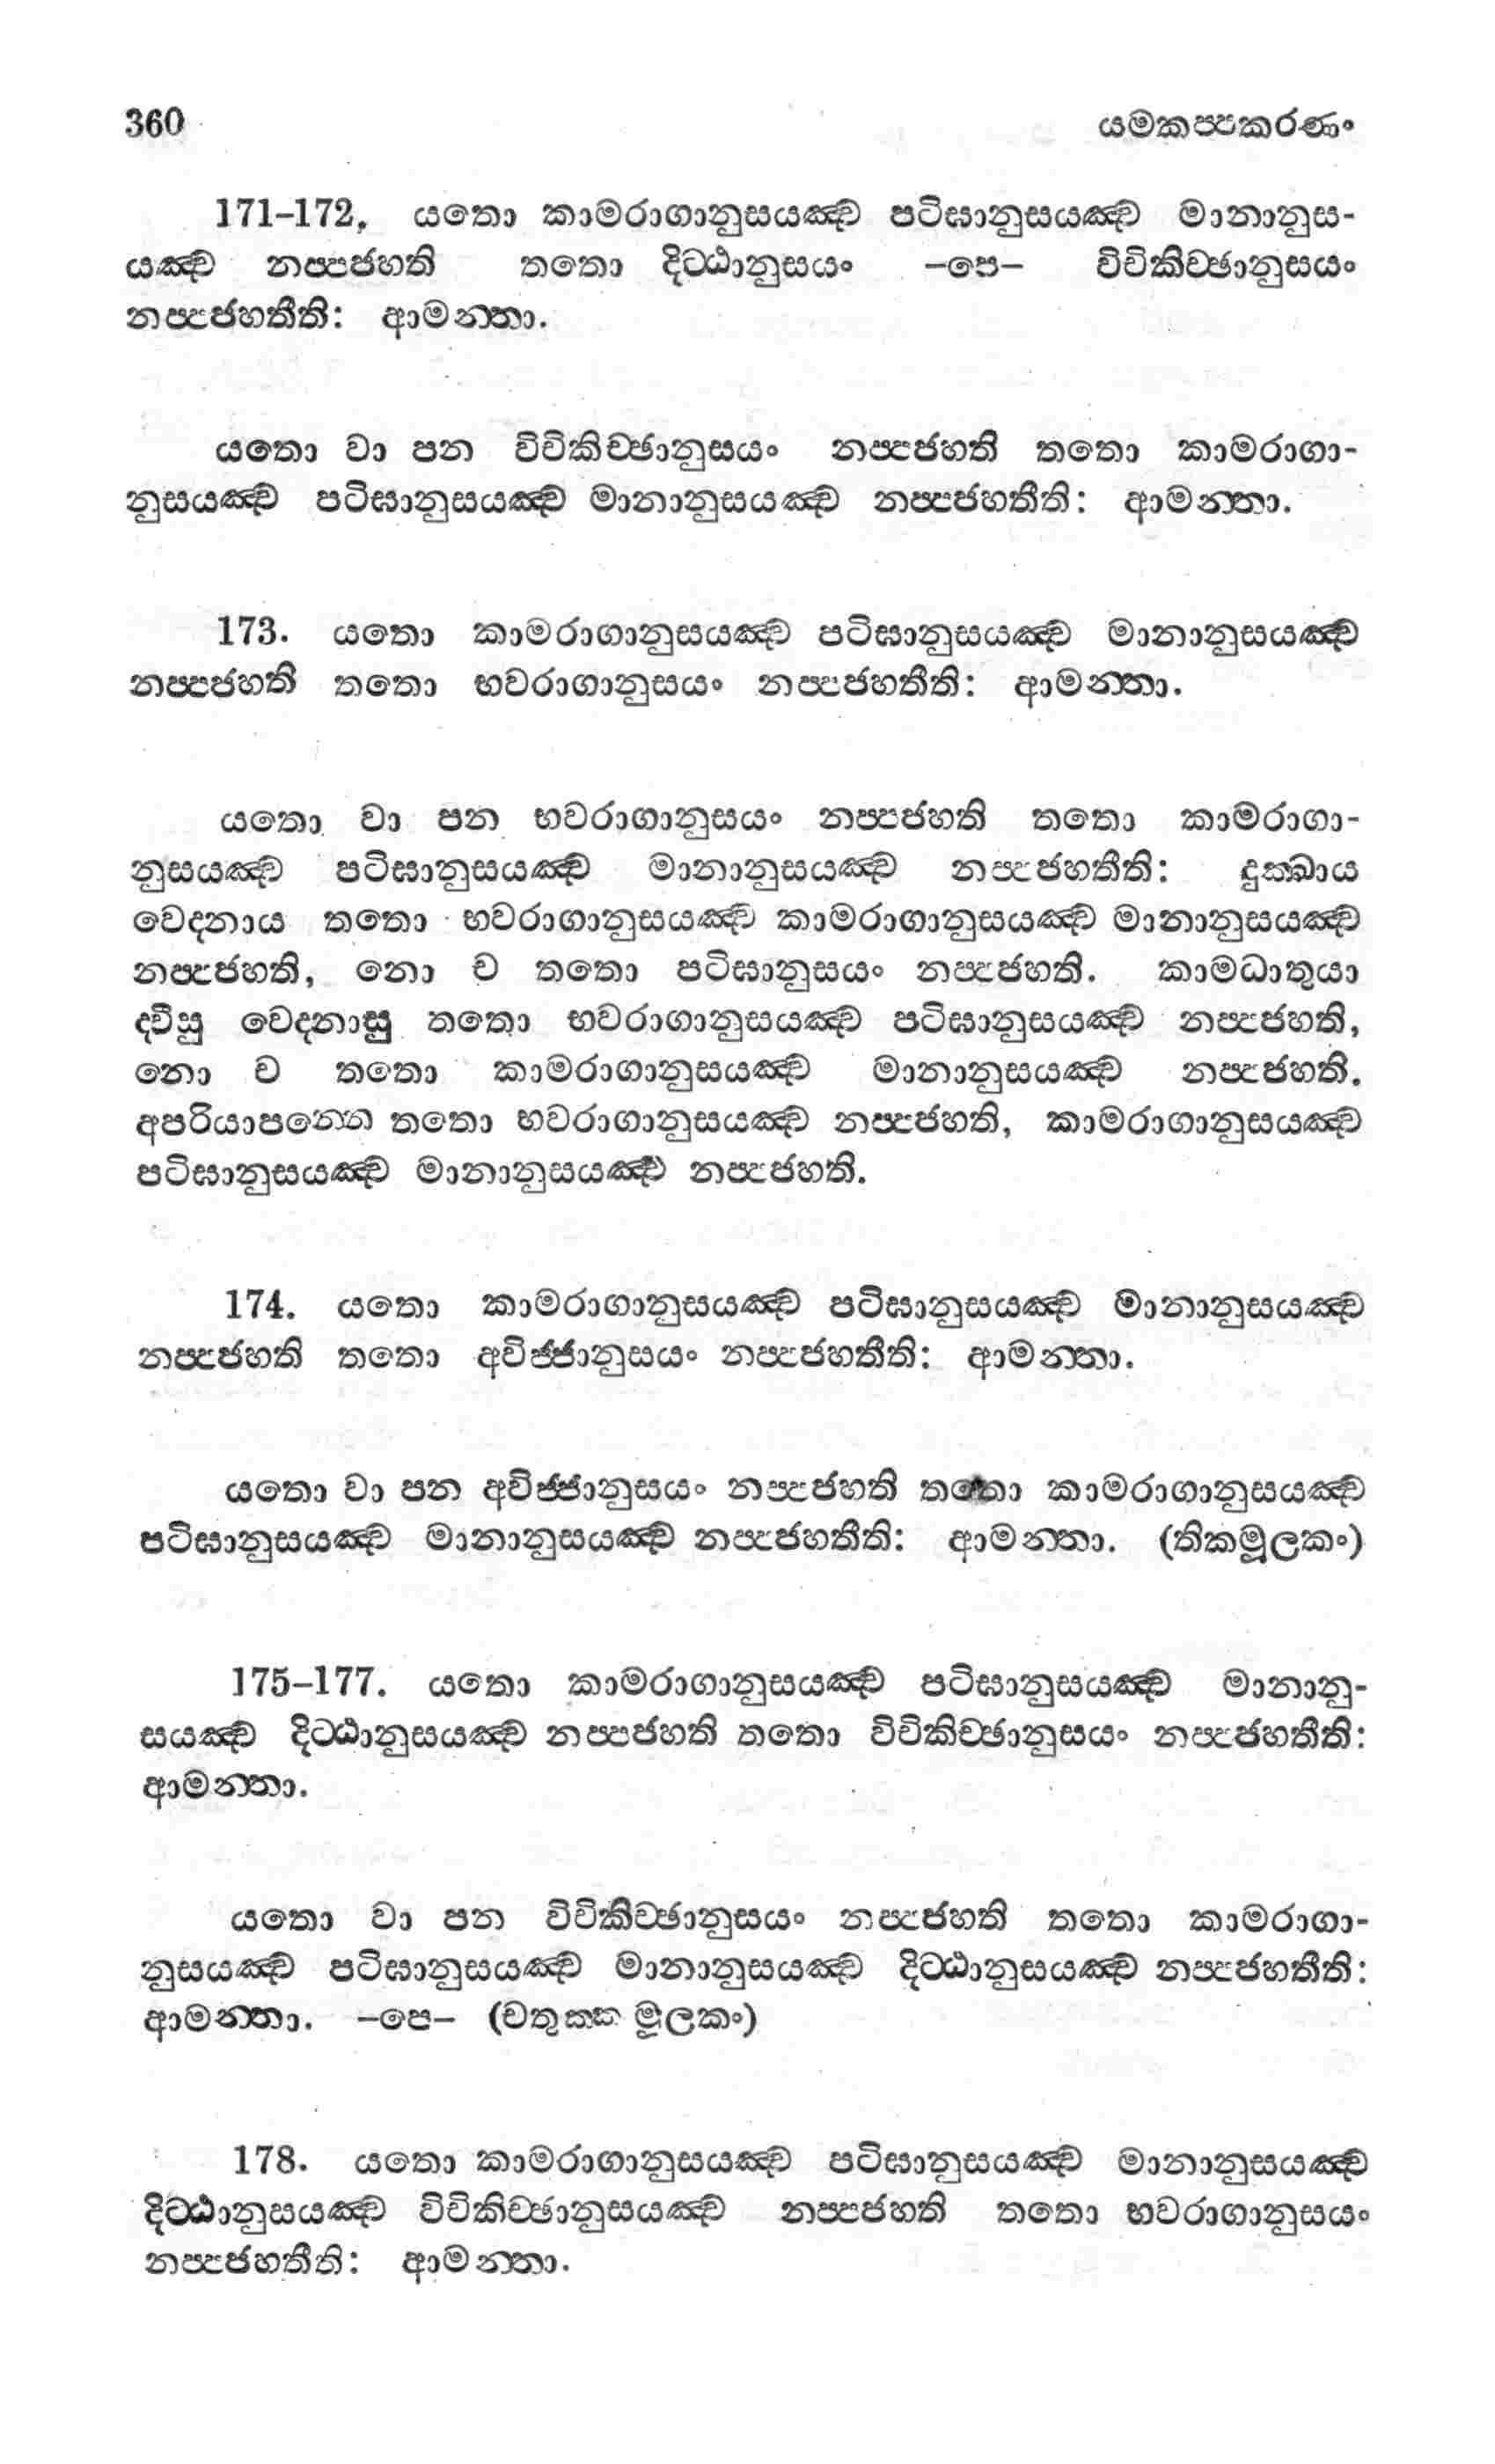 360 යමකප්පකරණං
171–172, යතො කාමරාගානුසයඤ්ච පටිඝානුසයඤ්ච මානානුස-
යඤ්ච නප්පජහති තතො දිට්ඨානුසයං –පෙ– විචිකිච්ඡානුසයං
නප්පජහතීති: ආමන්තා.
යතො වා පන විචිකිච්ඡානුසයං නප්පජහති තතො කාමරාගා-
නුසයඤ්ච පටිඝානුසයඤ්ච මානානුසයඤ්ච නප්පජහතීති: ආමන්තා.
173. යතො කාමරාගානුසයඤ්ච පටිඝානුසයඤ්ච මානානුසයඤ්ච
නප්පජහති තතො භවරාගානුසයං නප්පජහතීති: ආමන්තා.
යතො වා පන භවරාගානුසයං නප්පජහති තතො කාමරාගා-
නුසයඤ්ච පටිඝානුසයඤ්ච මානානුසයඤ්ච නප්පජහතීති: දුක්ඛාය
වෙදනාය තතො භවරාගානුසයඤ්ච කාමරාගානුසයඤ්ච මානානුසයඤ්ච
නප්පජහති, නො ච තතො පටිඝානුසයං නප්පජහති. කාමධාතුයා
ද්වීසු වෙදනාසු තතො භවරාගානුසයඤ්ච පටිඝානුසයඤ්ච නප්පජහති,
නො ච තතො කාමරාගානුසයඤ්ච මානානුසයඤ්ච නප්පජහති.
අපරියාපන්නෙ තතො භවරාගානුසයඤ්ච නප්පජහති, කාමරාගානුසයඤ්ච
පටිඝානුසයඤ්ච මානානුසයඤ්ච නප්පජහති.
174. යතො කාමරාගානුසයඤ්ච පටිඝානුසයඤ්ච මානානුසයඤ්ච
නප්පජහති තතො අවිජ්ජානුසයං නප්පජහතීති: ආමන්තා.
යතො වා පන අවිජ්ජානුසයං නප්පජහති තතො කාමරාගානුසයඤ්ච
පටිඝානුසයඤ්ච මානානුසයඤ්ච නප්පජහතීති: ආමන්තා. (තිකමූලකං)
175–177. යතො කාමරාගානුසයඤ්ච පටිඝානුසයඤ්ච මානානු-
සයඤ්ච දිට්ඨානුසයඤ්ච නප්පජහති තතො විචිකිච්ඡානුසයං නප්පජහතීති:
ආමන්තා.
යතො වා පන විචිකිච්ඡානුසයං නප්පජහති තතො කාමරාගා-
නුසයඤ්ච පටිඝානුසයඤ්ච මානානුසයඤ්ච දිට්ඨානුසයඤ්ච නප්පජහතීති:
ආමන්තා. –පෙ– (චතුක්ක මූලකං)
178. යතො කාමරාගානුසයඤ්ච පටිඝානුසයඤ්ච මානානුසයඤ්ච
දිට්ඨානුසයඤ්ච විචිකිච්ඡානුසයඤ්ච නප්පජහති තතො භවරාගානුසයං
නප්පජහතීති: ආමන්තා.